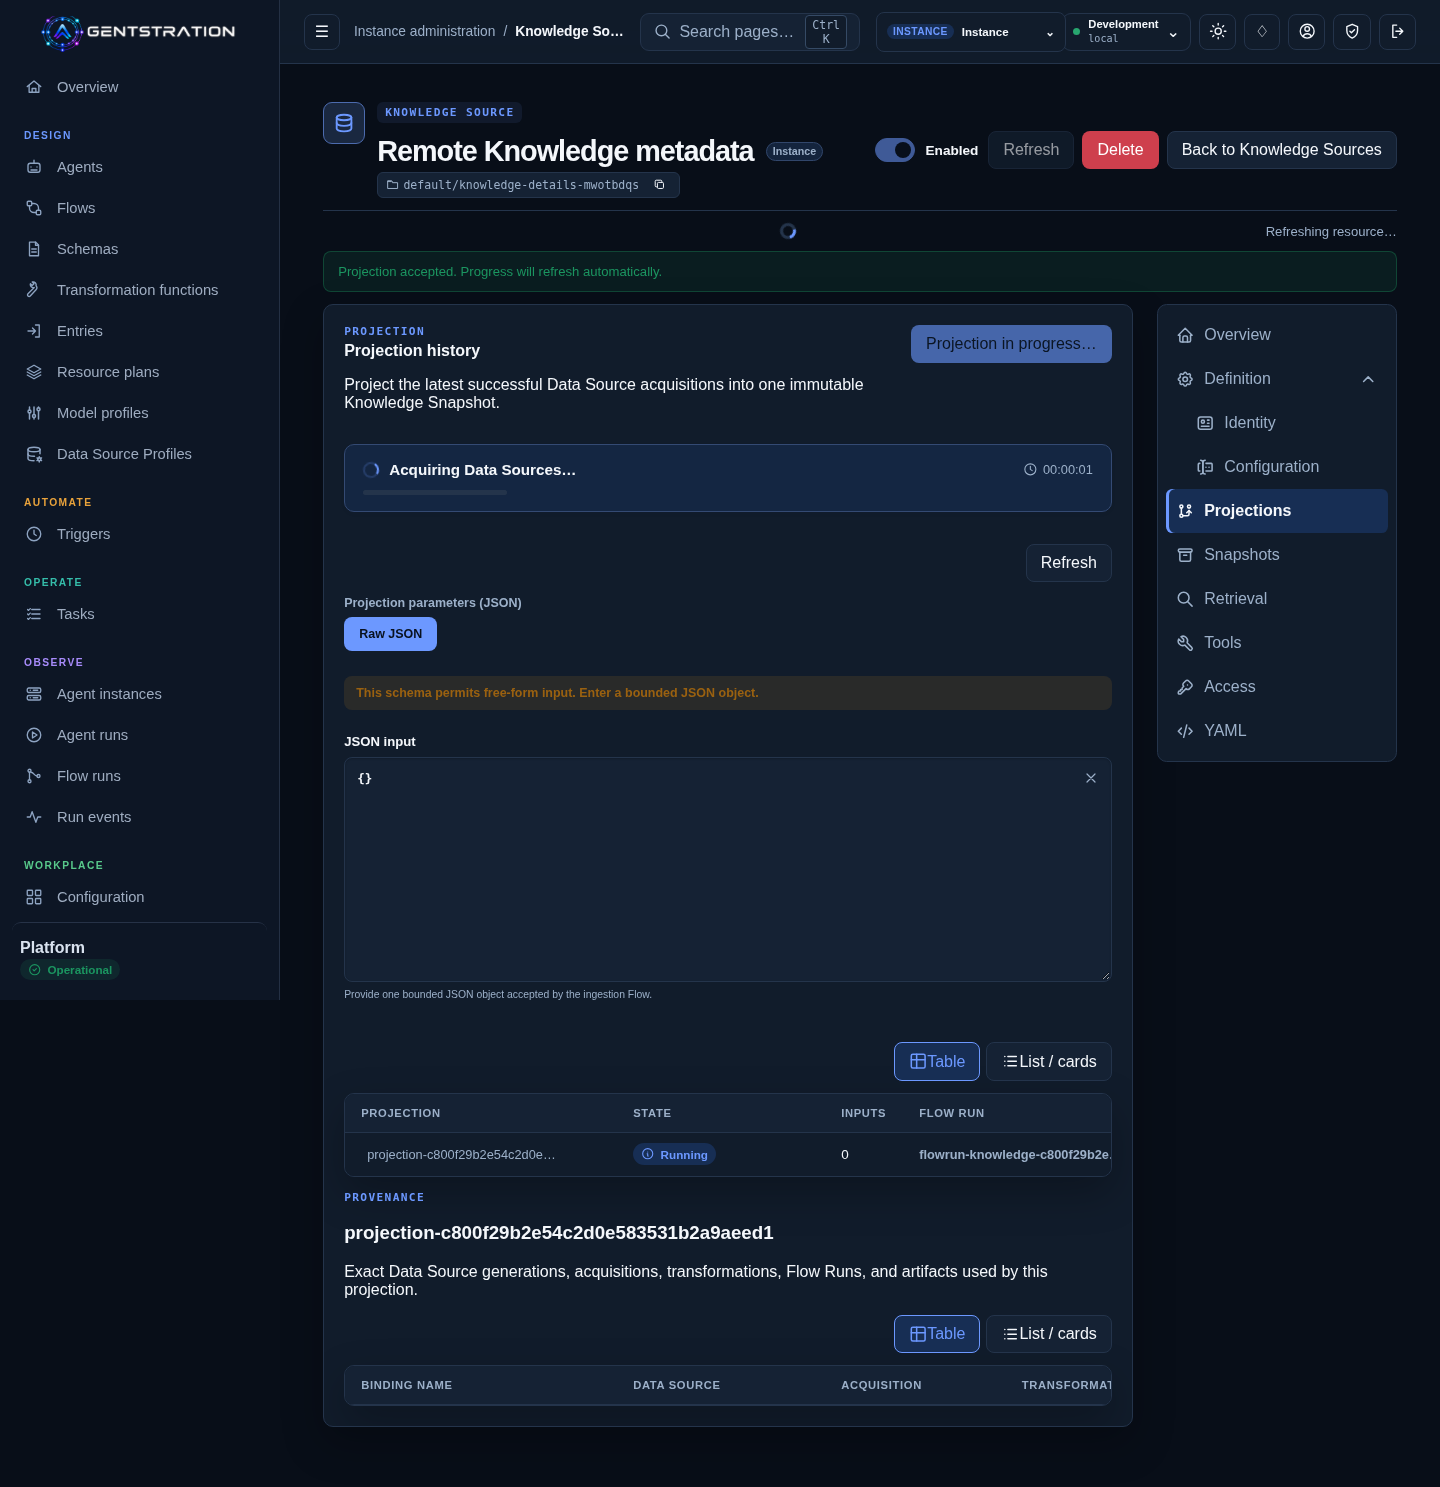 GENTSTRATION
Overview
DESIGN
Agents
Flows
Schemas
Transformation functions
Entries
Resource plans
Model profiles
Data Source Profiles
AUTOMATE
Triggers
OPERATE
Tasks
OBSERVE
Agent instances
Agent runs
Flow runs
Run events
WORKPLACE
Configuration
Platform
Operational
Instance administration / Knowledge So…
Search pages…
Ctrl
K
INSTANCE Instance
Development
local
KNOWLEDGE SOURCE
Remote Knowledge metadata
Instance
default/knowledge-details-mwotbdqs
Enabled
Refresh
Delete
Back to Knowledge Sources
Refreshing resource…
Projection accepted. Progress will refresh automatically.
PROJECTION
Projection history
Projection in progress…
Project the latest successful Data Source acquisitions into one immutable
Knowledge Snapshot.
Acquiring Data Sources…
00:00:01
Refresh
Projection parameters (JSON)
Raw JSON
This schema permits free-form input. Enter a bounded JSON object.
JSON input
{}
Provide one bounded JSON object accepted by the ingestion Flow.
Table
List / cards
PROJECTION STATE INPUTS FLOW RUN
projection-c800f29b2e54c2d0e… Running 0 flowrun-knowledge-c800f29b2e
PROVENANCE
projection-c800f29b2e54c2d0e583531b2a9aeed1
Exact Data Source generations, acquisitions, transformations, Flow Runs, and artifacts used by this
projection.
Table
List / cards
BINDING NAME DATA SOURCE ACQUISITION TRANSFORMAT
Overview
Definition
Identity
Configuration
Projections
Snapshots
Retrieval
Tools
Access
YAML